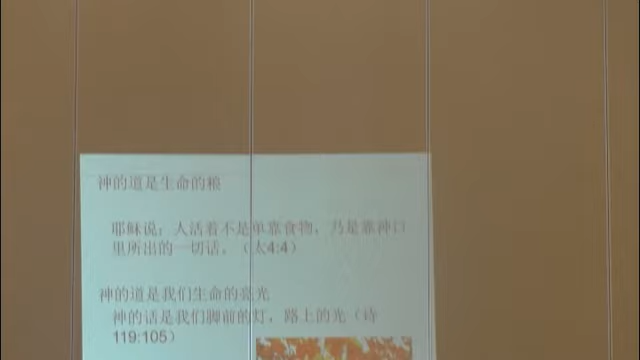 神的道是生命的粮
耶稣说：人活着不是单靠食物，乃是靠神口
里所出的一切话。（太4:4）
神的道是我们生命的亮光
神的话是我们脚前的灯，路上的光（诗
119:105）